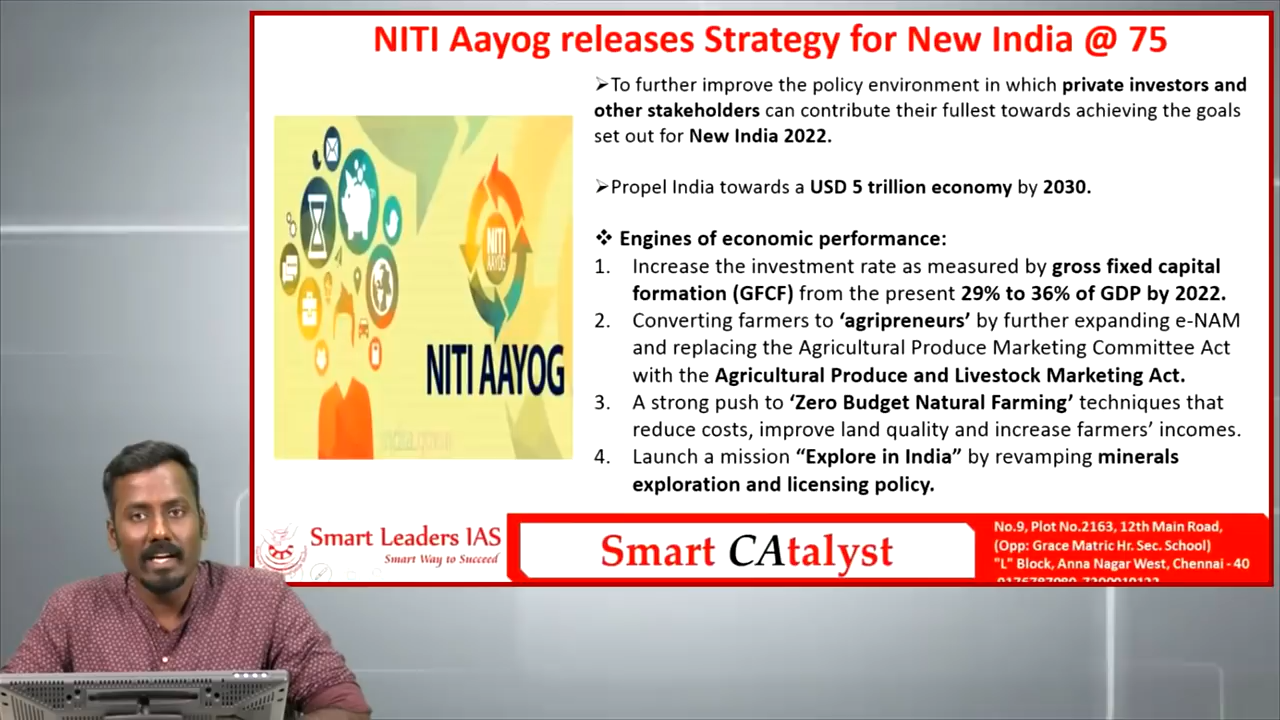 NITI Aayog releases Strategy for New India @ 75
➢To further improve the policy environment in which private investors and
other stakeholders can contribute their fullest towards achieving the goals
set out for New India 2022.
➢Propel India towards a USD 5 trillion economy by 2030.
❖ Engines of economic performance:
1. Increase the investment rate as measured by gross fixed capital
formation (GFCF) from the present 29% to 36% of GDP by 2022.
2. Converting farmers to ‘agripreneurs’ by further expanding e-NAM
and replacing the Agricultural Produce Marketing Committee Act
with the Agricultural Produce and Livestock Marketing Act.
3. A strong push to ‘Zero Budget Natural Farming’ techniques that
reduce costs, improve land quality and increase farmers’ incomes.
4. Launch a mission “Explore in India” by revamping minerals
exploration and licensing policy.
NITI
AAYOG
NITI AAYOG
Smart Leaders IAS
Smart Way to Succeed
Smart CAtalyst
No.9, Plot No.2163, 12th Main Road,
(Opp: Grace Matric Hr. Sec. School)
"L" Block, Anna Nagar West, Chennai - 40